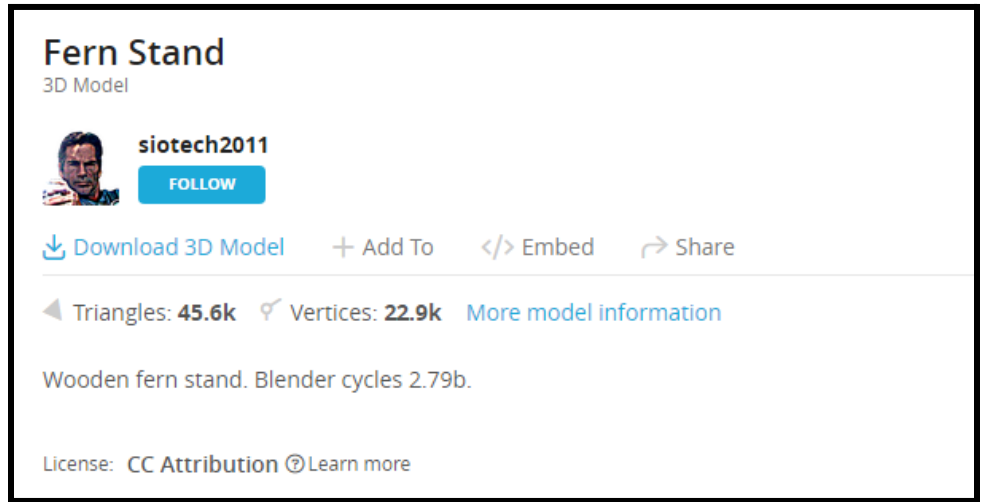 Fern Stand
3D Model
siotech2011
FOLLOW
Download 3D Model + Add To </> Embed Share
Triangles: 45.6k Vertices: 22.9k More model information
Wooden fern stand. Blender cycles 2.79b.
License: CC Attribution ? Learn more